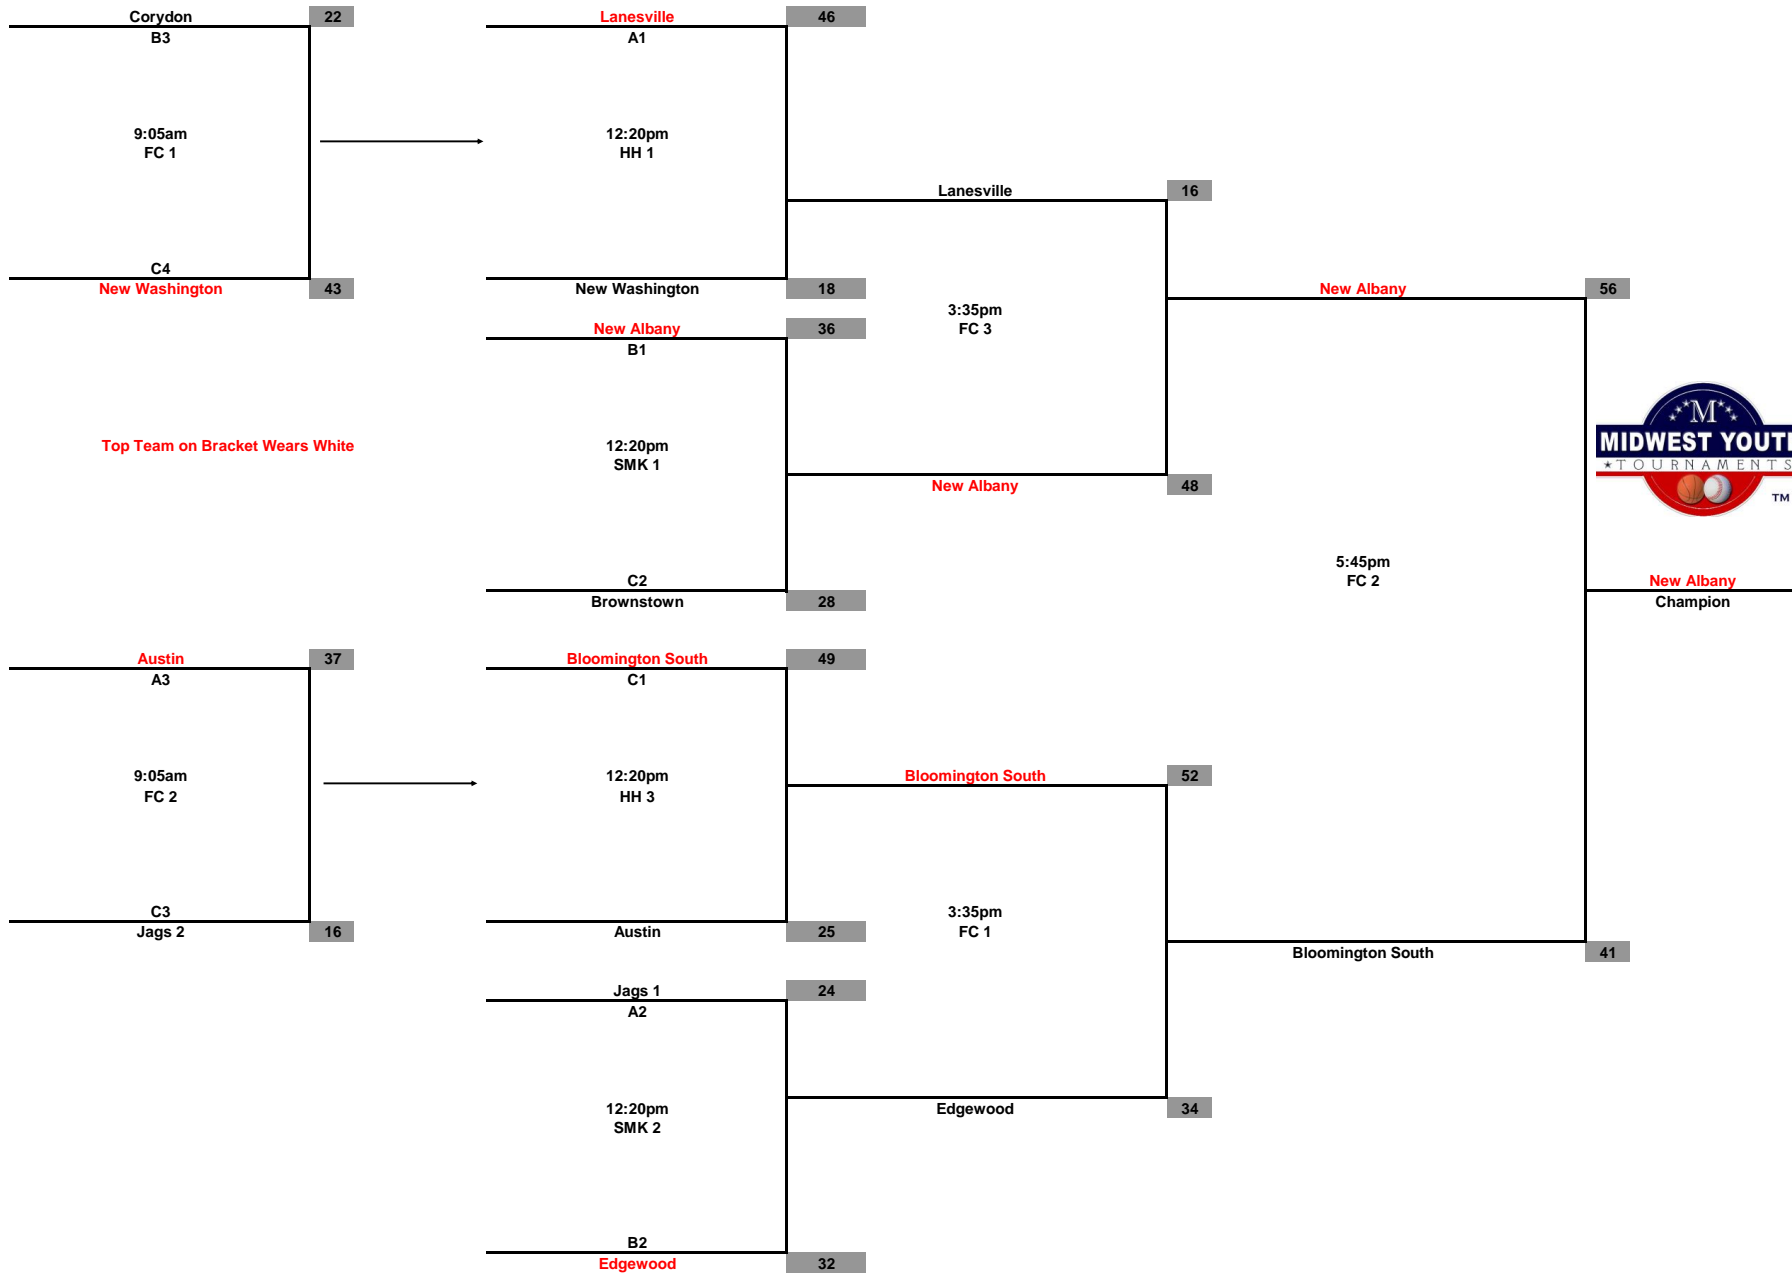 Corydon 22
B3
9:05am
FC 1
C4
New Washington 43
Lanesville 46
A1
12:20pm
HH 1
New Washington 18
New Albany 36
B1
12:20pm
SMK 1
C2
Brownstown 28
Top Team on Bracket Wears White
Lanesville 16
3:35pm
FC 3
New Albany 48
New Albany 56
5:45pm
FC 2
M
MIDWEST YOUTH
TOURNAMENTS
TM
New Albany
Champion
Austin 37
A3
9:05am
FC 2
C3
Jags 2 16
Bloomington South 49
C1
12:20pm
HH 3
Austin 25
Jags 1 24
A2
12:20pm
SMK 2
B2
Edgewood 32
Bloomington South 52
3:35pm
FC 1
Edgewood 34
Bloomington South 41